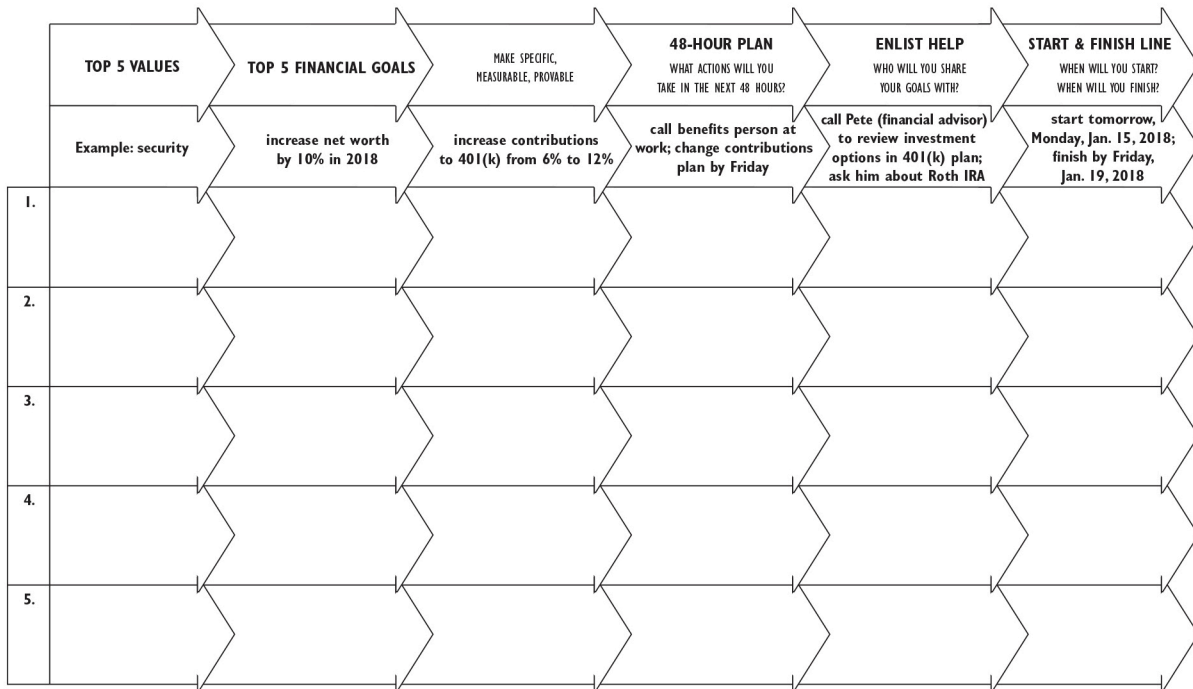 TOP 5 VALUES
TOP 5 FINANCIAL GOALS
MAKE SPECIFIC,
MEASURABLE, PROVABLE
48-HOUR PLAN
WHAT ACTIONS WILL YOU
TAKE IN THE NEXT 48 HOURS?
ENLIST HELP
WHO WILL YOU SHARE
YOUR GOALS WITH?
START & FINISH LINE
WHEN WILL YOU START?
WHEN WILL YOU FINISH?
Example: security
increase net worth
by 10% in 2018
increase contributions
to 401(k) from 6% to 12%
call benefits person at
work; change contributions
plan by Friday
call Pete (financial advisor)
to review investment
options in 401(k) plan;
ask him about Roth IRA
start tomorrow,
Monday, Jan. 15, 2018;
finish by Friday,
Jan. 19, 2018
1.
2.
3.
4.
5.